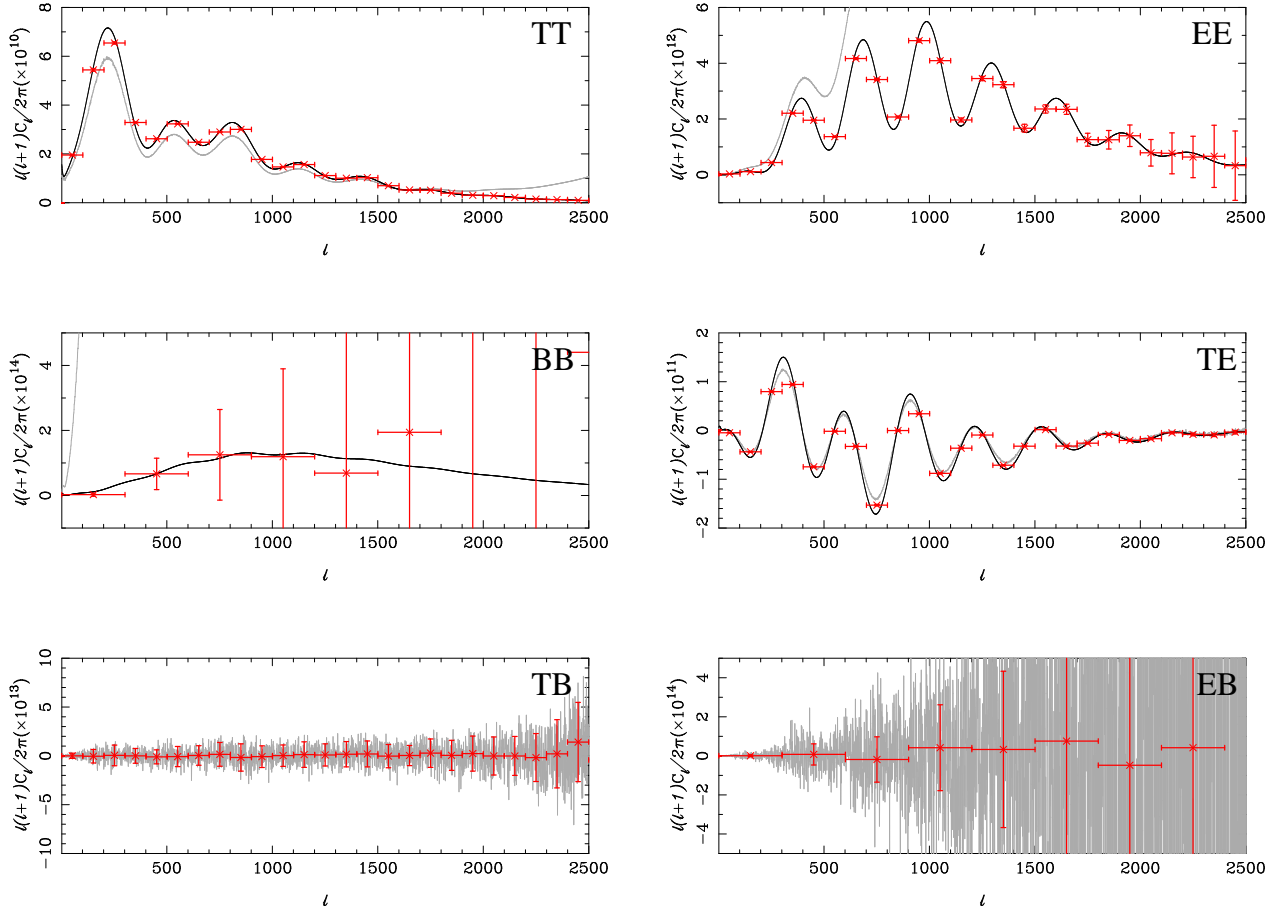 TT
l(l+1)C_l/2π(×10^10)
8
6
4
2
0
500 1000 1500 2000 2500
l
EE
l(l+1)C_l/2π(×10^12)
6
4
2
0
500 1000 1500 2000 2500
l
BB
l(l+1)C_l/2π(×10^14)
4
2
0
500 1000 1500 2000 2500
l
TE
l(l+1)C_l/2π(×10^11)
2
1
0
−1
−2
500 1000 1500 2000 2500
l
TB
l(l+1)C_l/2π(×10^13)
10
5
0
−5
−10
500 1000 1500 2000 2500
l
EB
l(l+1)C_l/2π(×10^14)
4
2
0
−2
−4
500 1000 1500 2000 2500
l